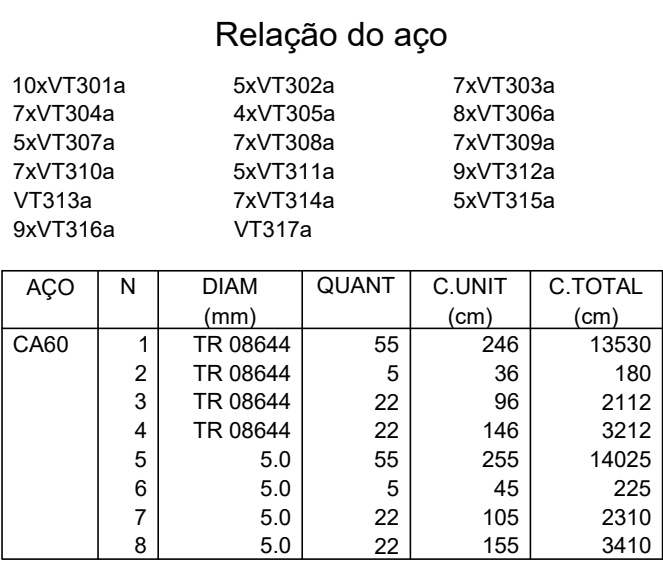 Relação do aço
10xVT301a 5xVT302a 7xVT303a
7xVT304a 4xVT305a 8xVT306a
5xVT307a 7xVT308a 7xVT309a
7xVT310a 5xVT311a 9xVT312a
VT313a 7xVT314a 5xVT315a
9xVT316a VT317a
AÇO N DIAM QUANT C.UNIT C.TOTAL
(mm) (cm) (cm)
CA60 1 TR 08644 55 246 13530
2 TR 08644 5 36 180
3 TR 08644 22 96 2112
4 TR 08644 22 146 3212
5 5.0 55 255 14025
6 5.0 5 45 225
7 5.0 22 105 2310
8 5.0 22 155 3410